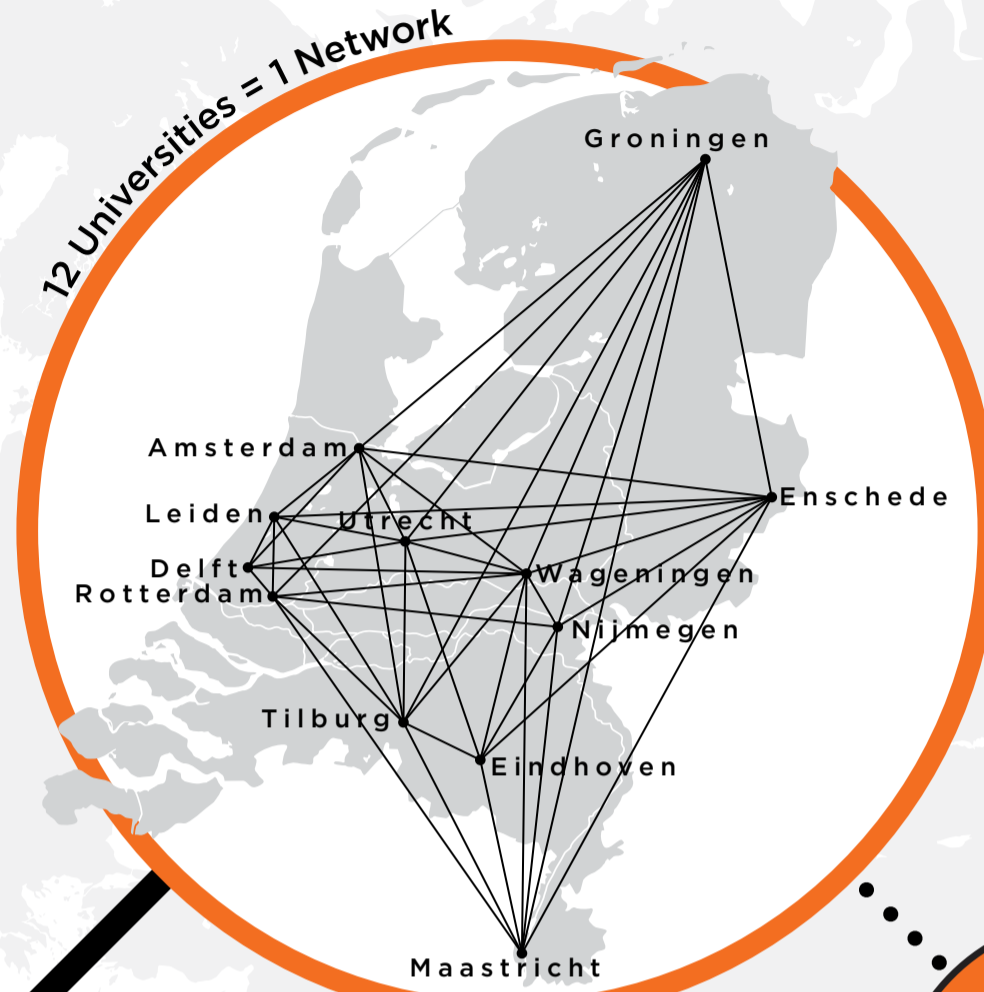 12 Universities = 1 Network
Groningen
Amsterdam
Enschede
Leiden
Utrecht
Delft
Wageningen
Rotterdam
Nijmegen
Tilburg
Eindhoven
Maastricht